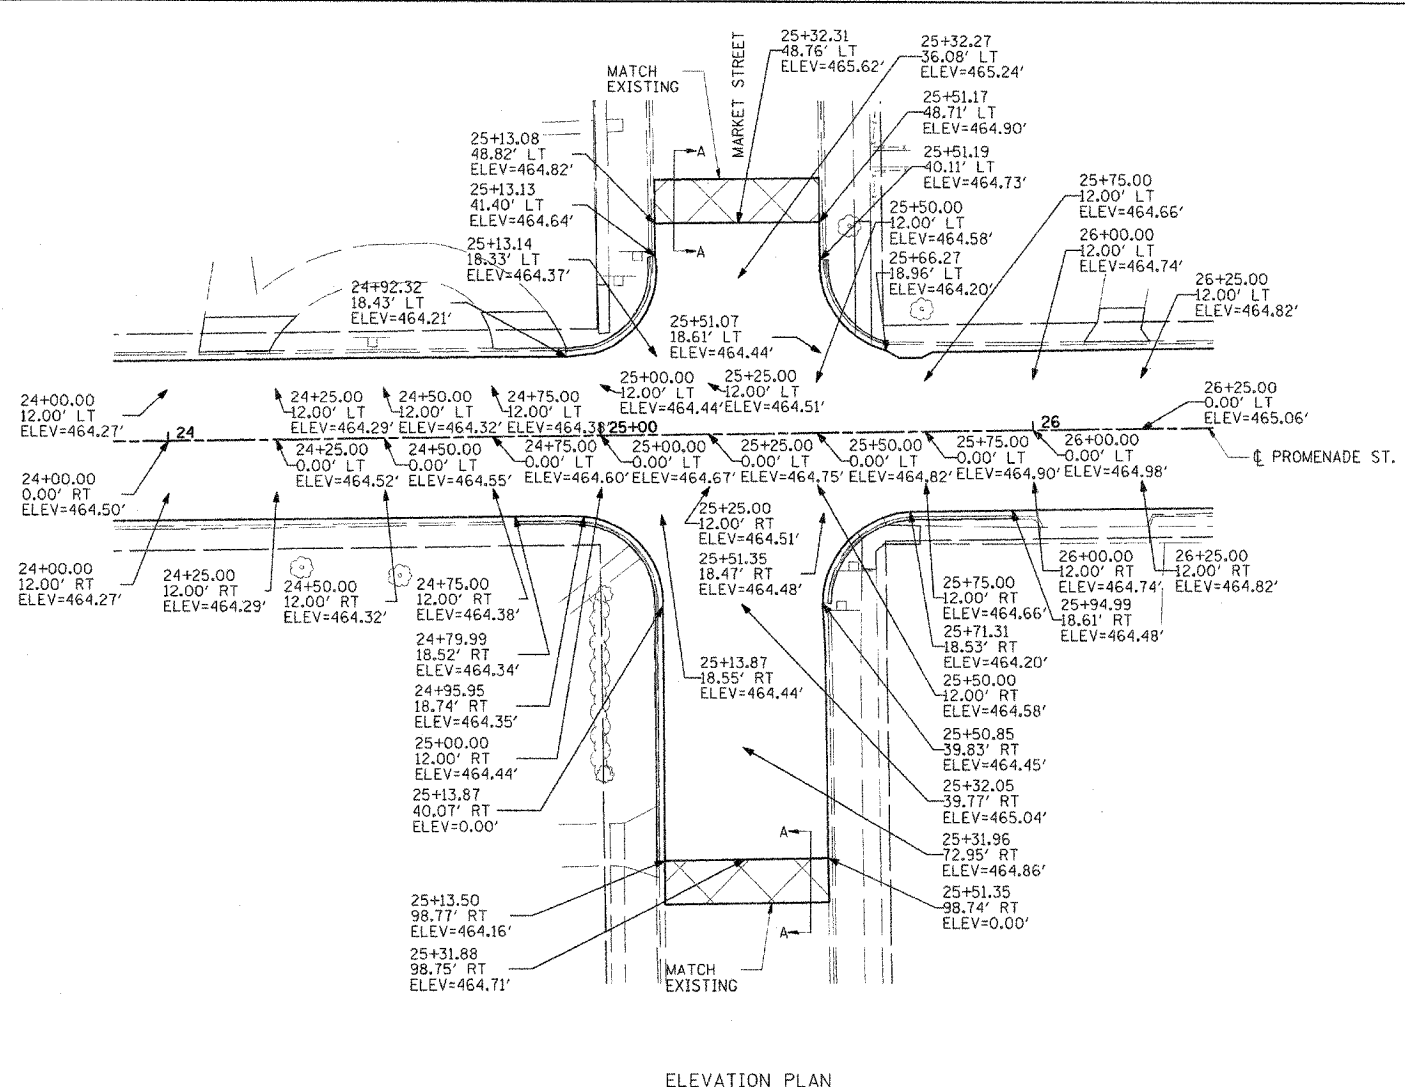 25+32.31
48.76' LT
ELEV=465.62'
25+32.27
36.08' LT
ELEV=465.24'
MATCH
EXISTING
MARKET STREET
25+51.17
48.71' LT
ELEV=464.90'
25+13.08
48.82' LT
ELEV=464.82'
A
25+51.19
40.11' LT
ELEV=464.73'
25+75.00
12.00' LT
ELEV=464.66'
25+13.13
41.40' LT
ELEV=464.64'
25+50.00
12.00' LT
ELEV=464.58'
26+00.00
12.00' LT
ELEV=464.74'
25+13.14
18.33' LT
ELEV=464.37'
A
25+66.27
18.96' LT
ELEV=464.20'
26+25.00
12.00' LT
ELEV=464.82'
24+92.32
18.43' LT
ELEV=464.21'
25+51.07
18.61' LT
ELEV=464.44'
24+00.00
12.00' LT
ELEV=464.27'
24+25.00
12.00' LT
ELEV=464.29'
24+50.00
12.00' LT
ELEV=464.32'
24+75.00
12.00' LT
ELEV=464.38'
25+00.00
12.00' LT
ELEV=464.44'
25+25.00
12.00' LT
ELEV=464.51'
26+25.00
0.00' LT
ELEV=465.06'
24
25+00
26
℄ PROMENADE ST.
24+00.00
0.00' RT
ELEV=464.50'
24+25.00
0.00' LT
ELEV=464.52'
24+50.00
0.00' LT
ELEV=464.55'
24+75.00
0.00' LT
ELEV=464.60'
25+00.00
0.00' LT
ELEV=464.67'
25+25.00
0.00' LT
ELEV=464.75'
25+50.00
0.00' LT
ELEV=464.82'
25+75.00
0.00' LT
ELEV=464.90'
26+00.00
0.00' LT
ELEV=464.98'
25+25.00
12.00' RT
ELEV=464.51'
24+00.00
12.00' RT
ELEV=464.27'
24+25.00
12.00' RT
ELEV=464.29'
24+50.00
12.00' RT
ELEV=464.32'
24+75.00
12.00' RT
ELEV=464.38'
25+51.35
18.47' RT
ELEV=464.48'
25+75.00
12.00' RT
ELEV=464.66'
26+00.00
12.00' RT
ELEV=464.74'
26+25.00
12.00' RT
ELEV=464.82'
25+94.99
18.61' RT
ELEV=464.48'
24+79.99
18.52' RT
ELEV=464.34'
25+71.31
18.53' RT
ELEV=464.20'
25+13.87
18.55' RT
ELEV=464.44'
24+95.95
18.74' RT
ELEV=464.35'
25+50.00
12.00' RT
ELEV=464.58'
25+00.00
12.00' RT
ELEV=464.44'
25+50.85
39.83' RT
ELEV=464.45'
25+13.87
40.07' RT
ELEV=0.00'
25+32.05
39.77' RT
ELEV=465.04'
A
25+31.96
72.95' RT
ELEV=464.86'
25+13.50
98.77' RT
ELEV=464.16'
25+51.35
98.74' RT
ELEV=0.00'
A
25+31.88
98.75' RT
ELEV=464.71'
MATCH
EXISTING
ELEVATION PLAN